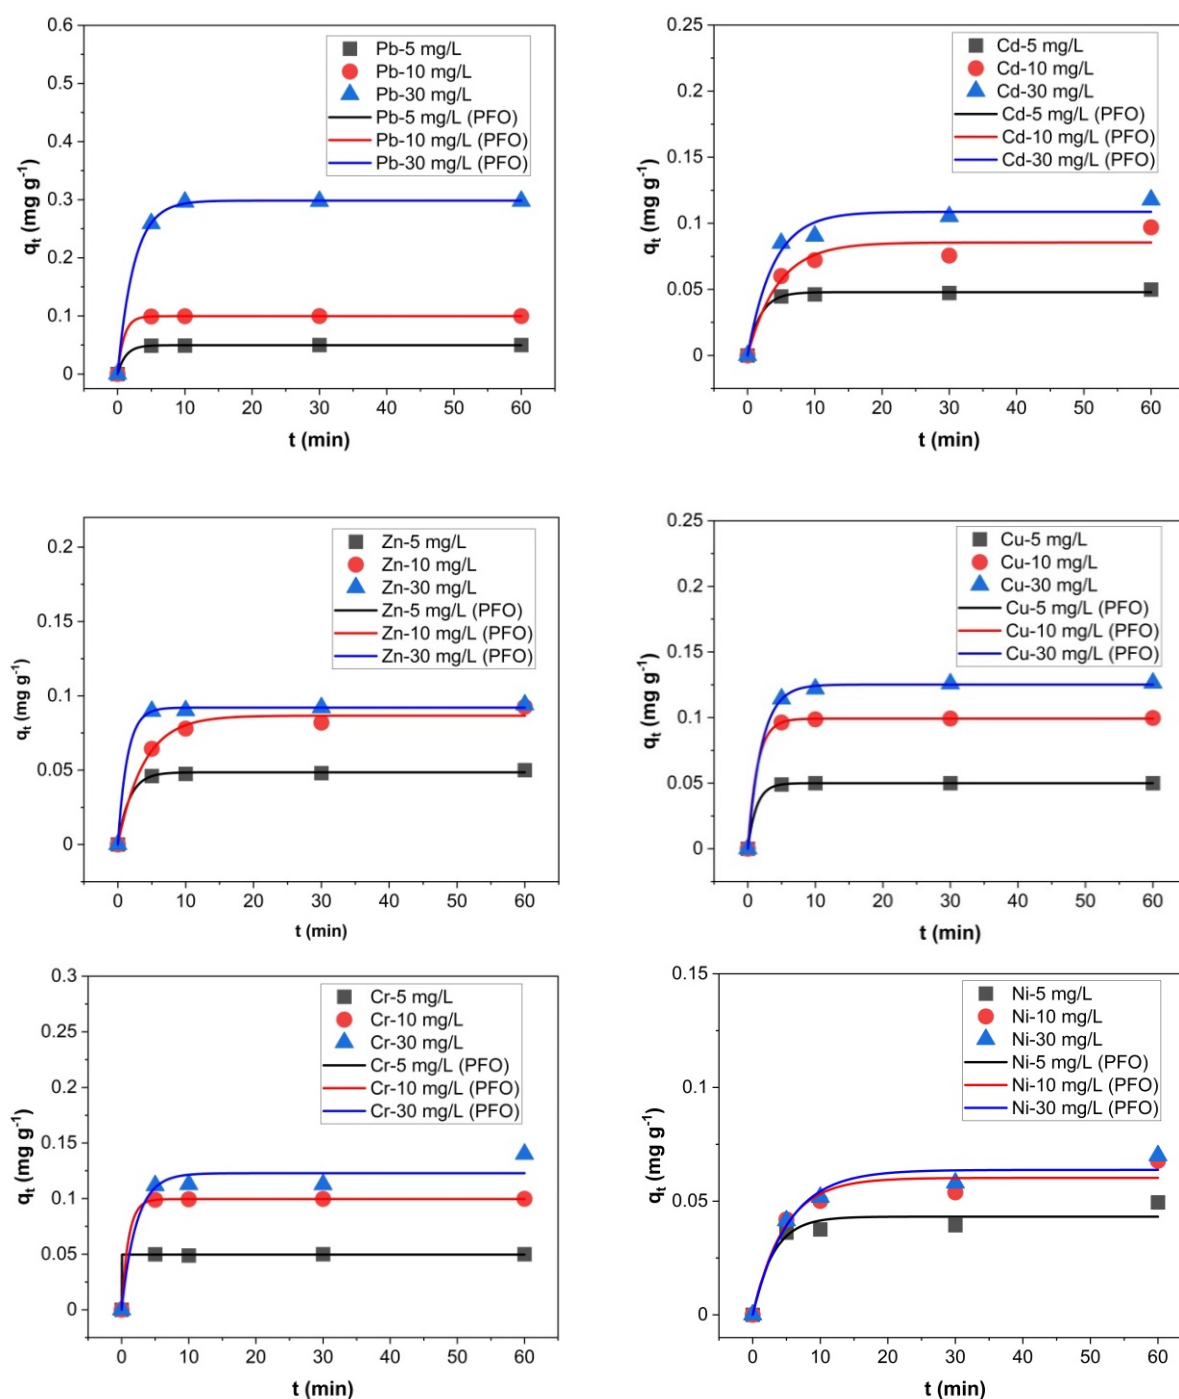 0.6
0.5
0.4
0.3
0.2
0.1
0
qt (mg g-1)
Pb-5 mg/L
Pb-10 mg/L
Pb-30 mg/L
Pb-5 mg/L (PFO)
Pb-10 mg/L (PFO)
Pb-30 mg/L (PFO)
0 10 20 30 40 50 60
t (min)
0.25
0.2
0.15
0.1
0.05
0
qt (mg g-1)
Cd-5 mg/L
Cd-10 mg/L
Cd-30 mg/L
Cd-5 mg/L (PFO)
Cd-10 mg/L (PFO)
Cd-30 mg/L (PFO)
0 10 20 30 40 50 60
t (min)
0.2
0.15
0.1
0.05
0
qt (mg g-1)
Zn-5 mg/L
Zn-10 mg/L
Zn-30 mg/L
Zn-5 mg/L (PFO)
Zn-10 mg/L (PFO)
Zn-30 mg/L (PFO)
0 10 20 30 40 50 60
t (min)
0.25
0.2
0.15
0.1
0.05
0
qt (mg g-1)
Cu-5 mg/L
Cu-10 mg/L
Cu-30 mg/L
Cu-5 mg/L (PFO)
Cu-10 mg/L (PFO)
Cu-30 mg/L (PFO)
0 10 20 30 40 50 60
t (min)
0.3
0.25
0.2
0.15
0.1
0.05
0
qt (mg g-1)
Cr-5 mg/L
Cr-10 mg/L
Cr-30 mg/L
Cr-5 mg/L (PFO)
Cr-10 mg/L (PFO)
Cr-30 mg/L (PFO)
0 10 20 30 40 50 60
t (min)
0.15
0.1
0.05
0
qt (mg g-1)
Ni-5 mg/L
Ni-10 mg/L
Ni-30 mg/L
Ni-5 mg/L (PFO)
Ni-10 mg/L (PFO)
Ni-30 mg/L (PFO)
0 10 20 30 40 50 60
t (min)